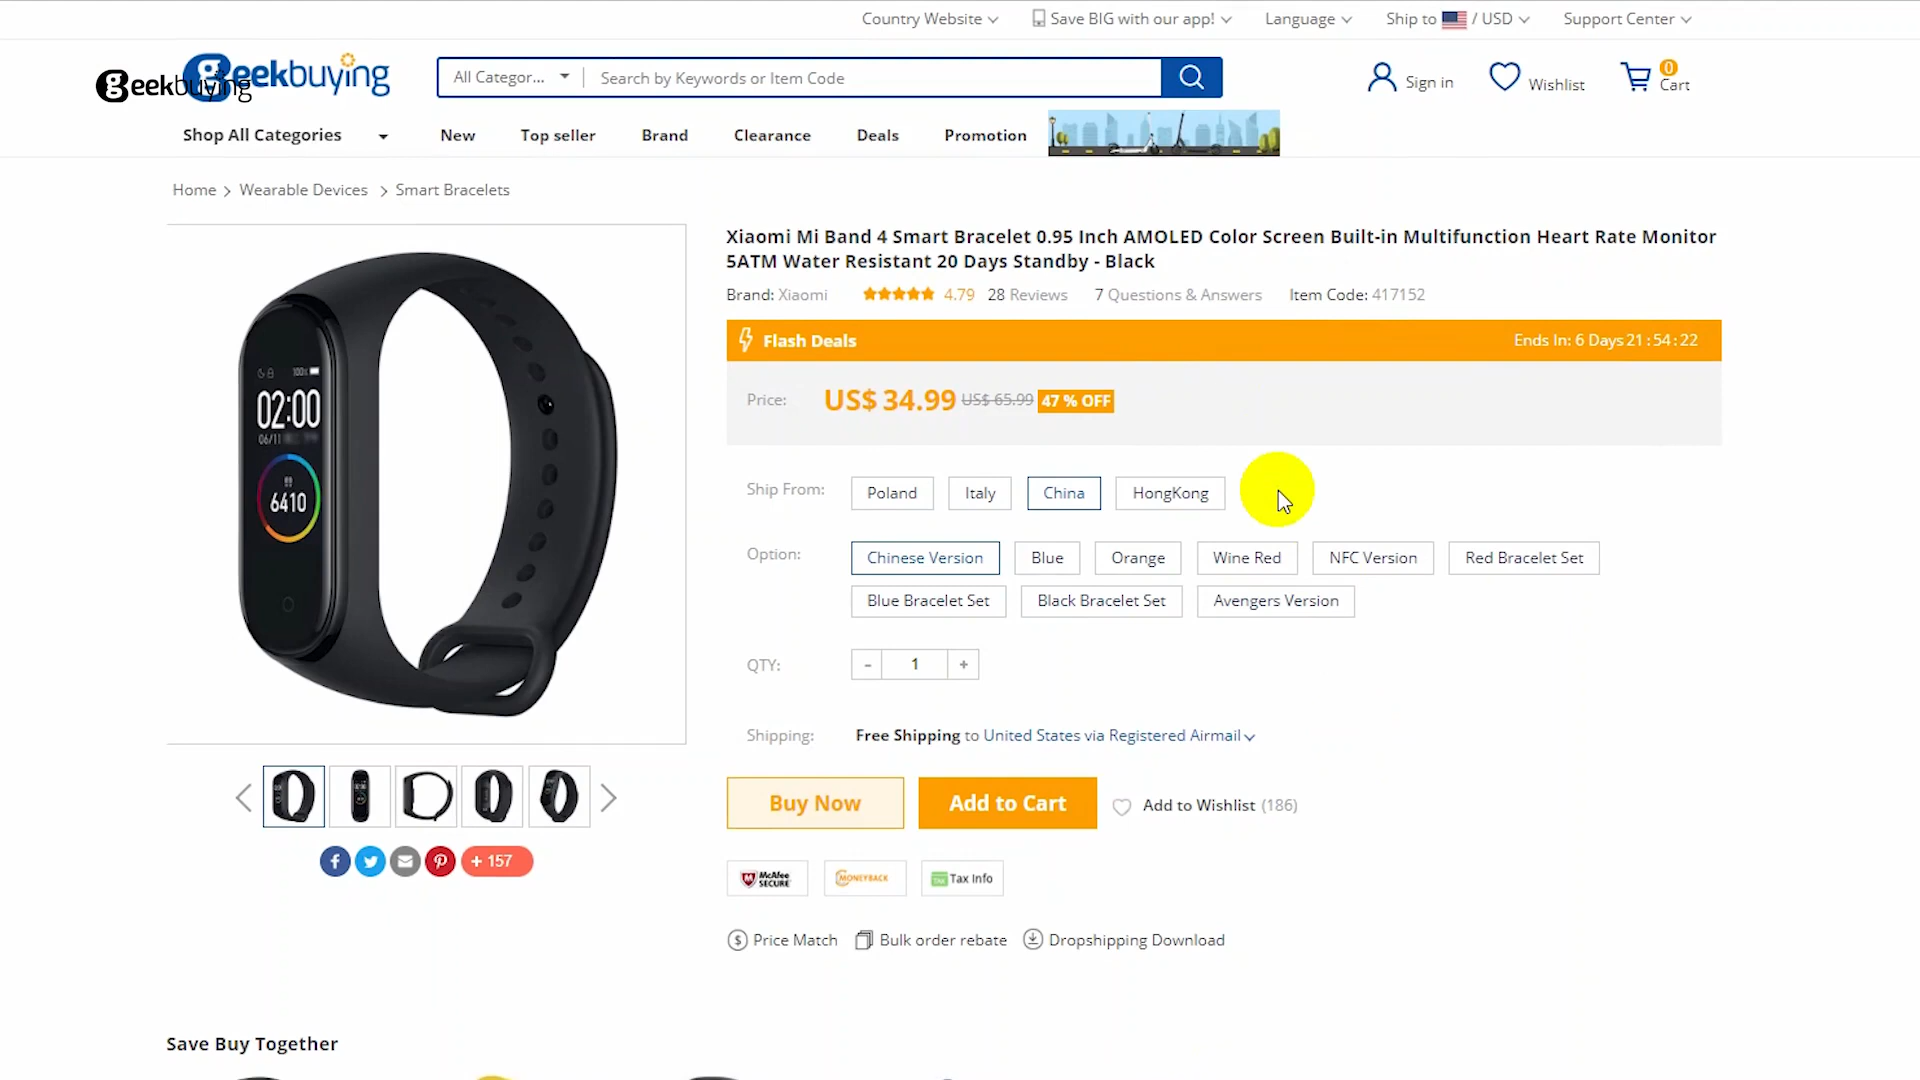 Country Website
Save BIG with our app!
Language
Ship to / USD
Support Center
geekbuying
geekbuying
All Categor...
Search by Keywords or Item Code
Sign in
Wishlist
0
Cart
Shop All Categories
New
Top seller
Brand
Clearance
Deals
Promotion
Home > Wearable Devices > Smart Bracelets
Xiaomi Mi Band 4 Smart Bracelet 0.95 Inch AMOLED Color Screen Built-in Multifunction Heart Rate Monitor
5ATM Water Resistant 20 Days Standby - Black
Brand: Xiaomi 4.79 28 Reviews 7 Questions & Answers Item Code: 417152
Flash Deals
Ends In: 6 Days 21:54:22
Price: US$ 34.99 US$ 65.99 47 % OFF
Ship From: Poland Italy China HongKong
Option: Chinese Version Blue Orange Wine Red NFC Version Red Bracelet Set
Blue Bracelet Set Black Bracelet Set Avengers Version
QTY: - 1 +
Shipping: Free Shipping to United States via Registered Airmail
Buy Now
Add to Cart
Add to Wishlist (186)
McAfee
SECURE
MONEYBACK
TAX Tax Info
$ Price Match
Bulk order rebate
Dropshipping Download
100%
02:00
06/11
6410
+ 157
Save Buy Together